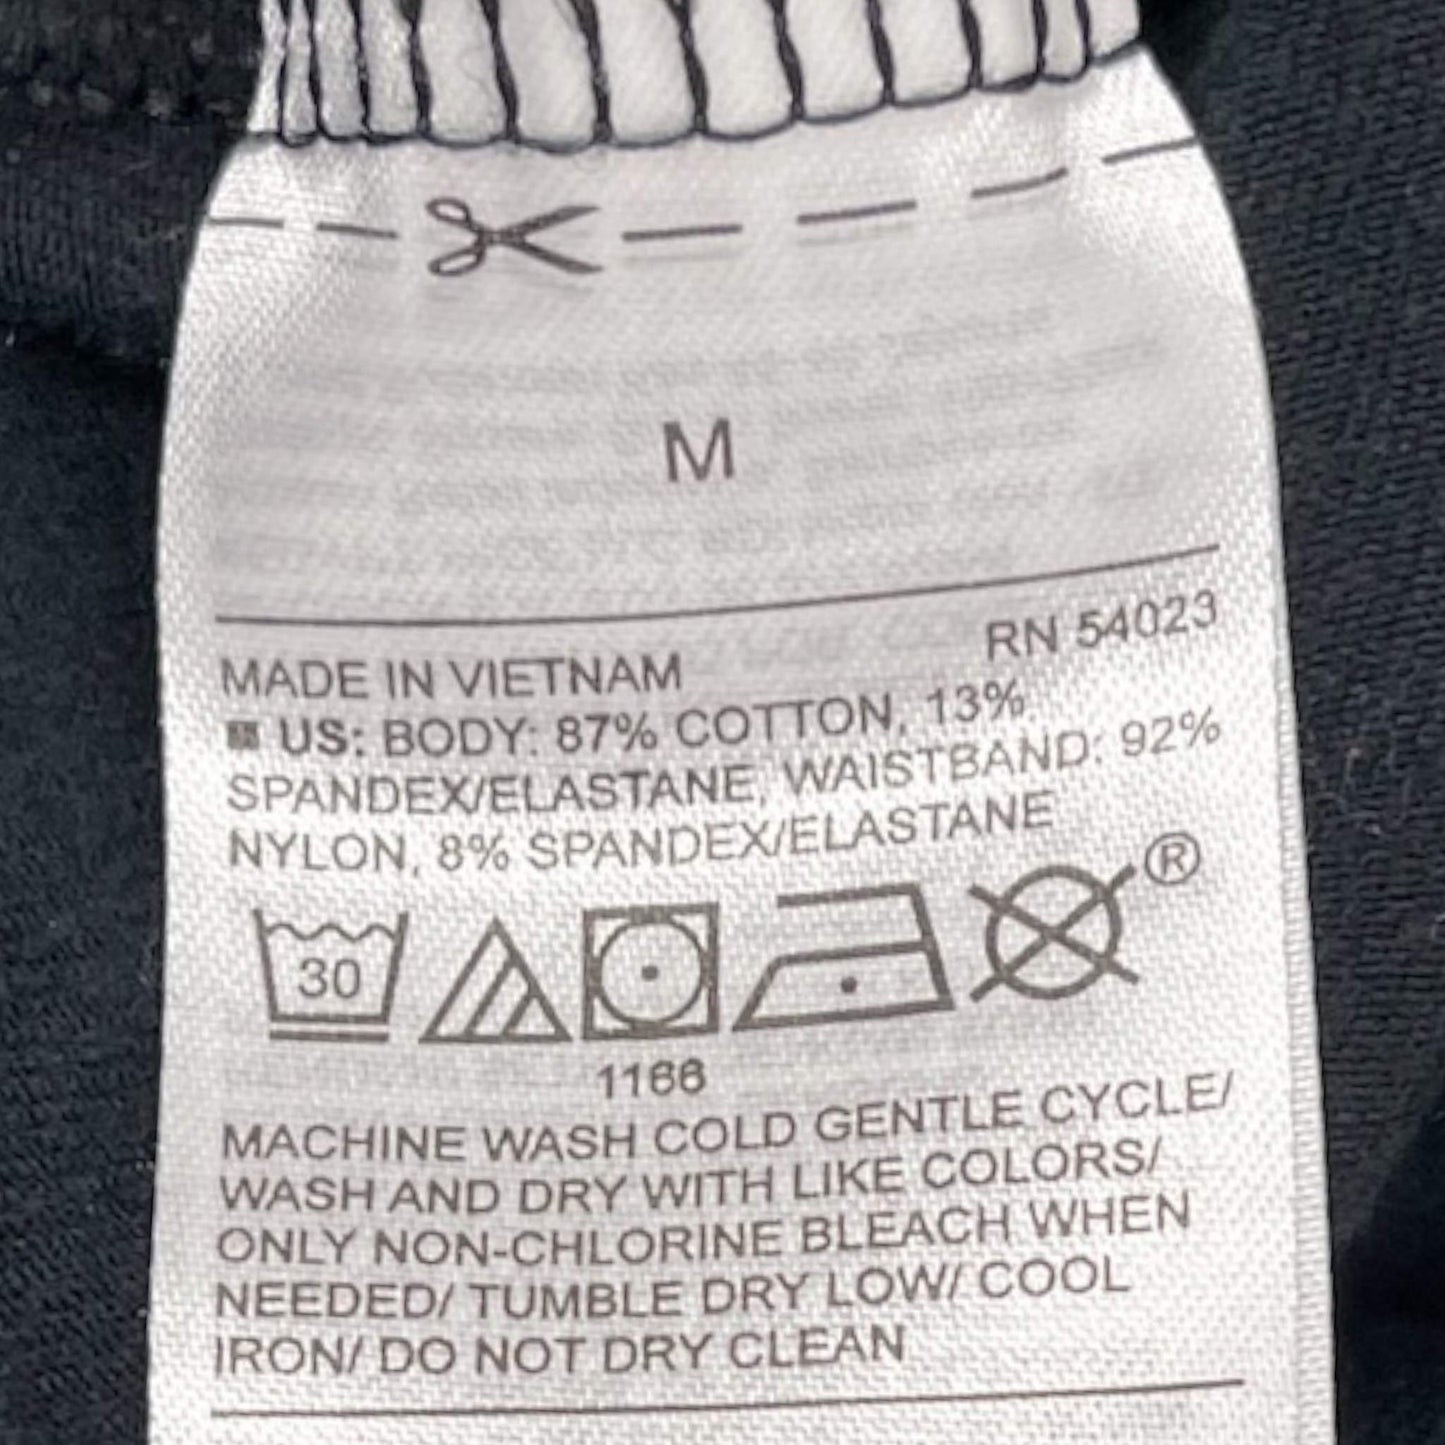 M
RN 54023
MADE IN VIETNAM
US: BODY: 87% COTTON, 13%
SPANDEX/ELASTANE, WAISTBAND: 92%
NYLON, 8% SPANDEX/ELASTANE
30
®
1166
MACHINE WASH COLD GENTLE CYCLE/
WASH AND DRY WITH LIKE COLORS/
ONLY NON-CHLORINE BLEACH WHEN
NEEDED/ TUMBLE DRY LOW/ COOL
IRON/ DO NOT DRY CLEAN